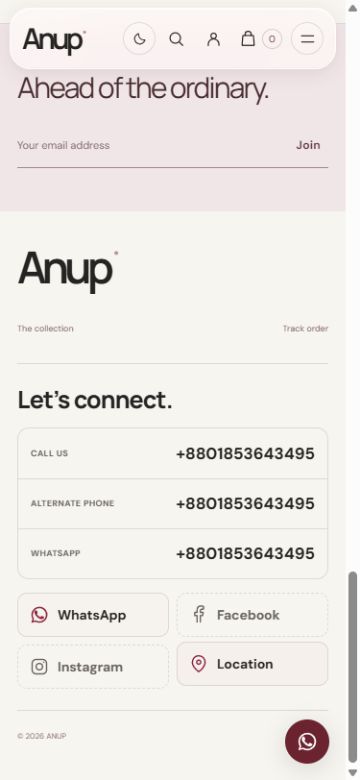 Anup
0
Ahead of the ordinary.
Your email address Join
Anup
The collection Track order
Let's connect.
CALL US +8801853643495
ALTERNATE PHONE +8801853643495
WHATSAPP +8801853643495
WhatsApp Facebook
Instagram Location
© 2026 ANUP